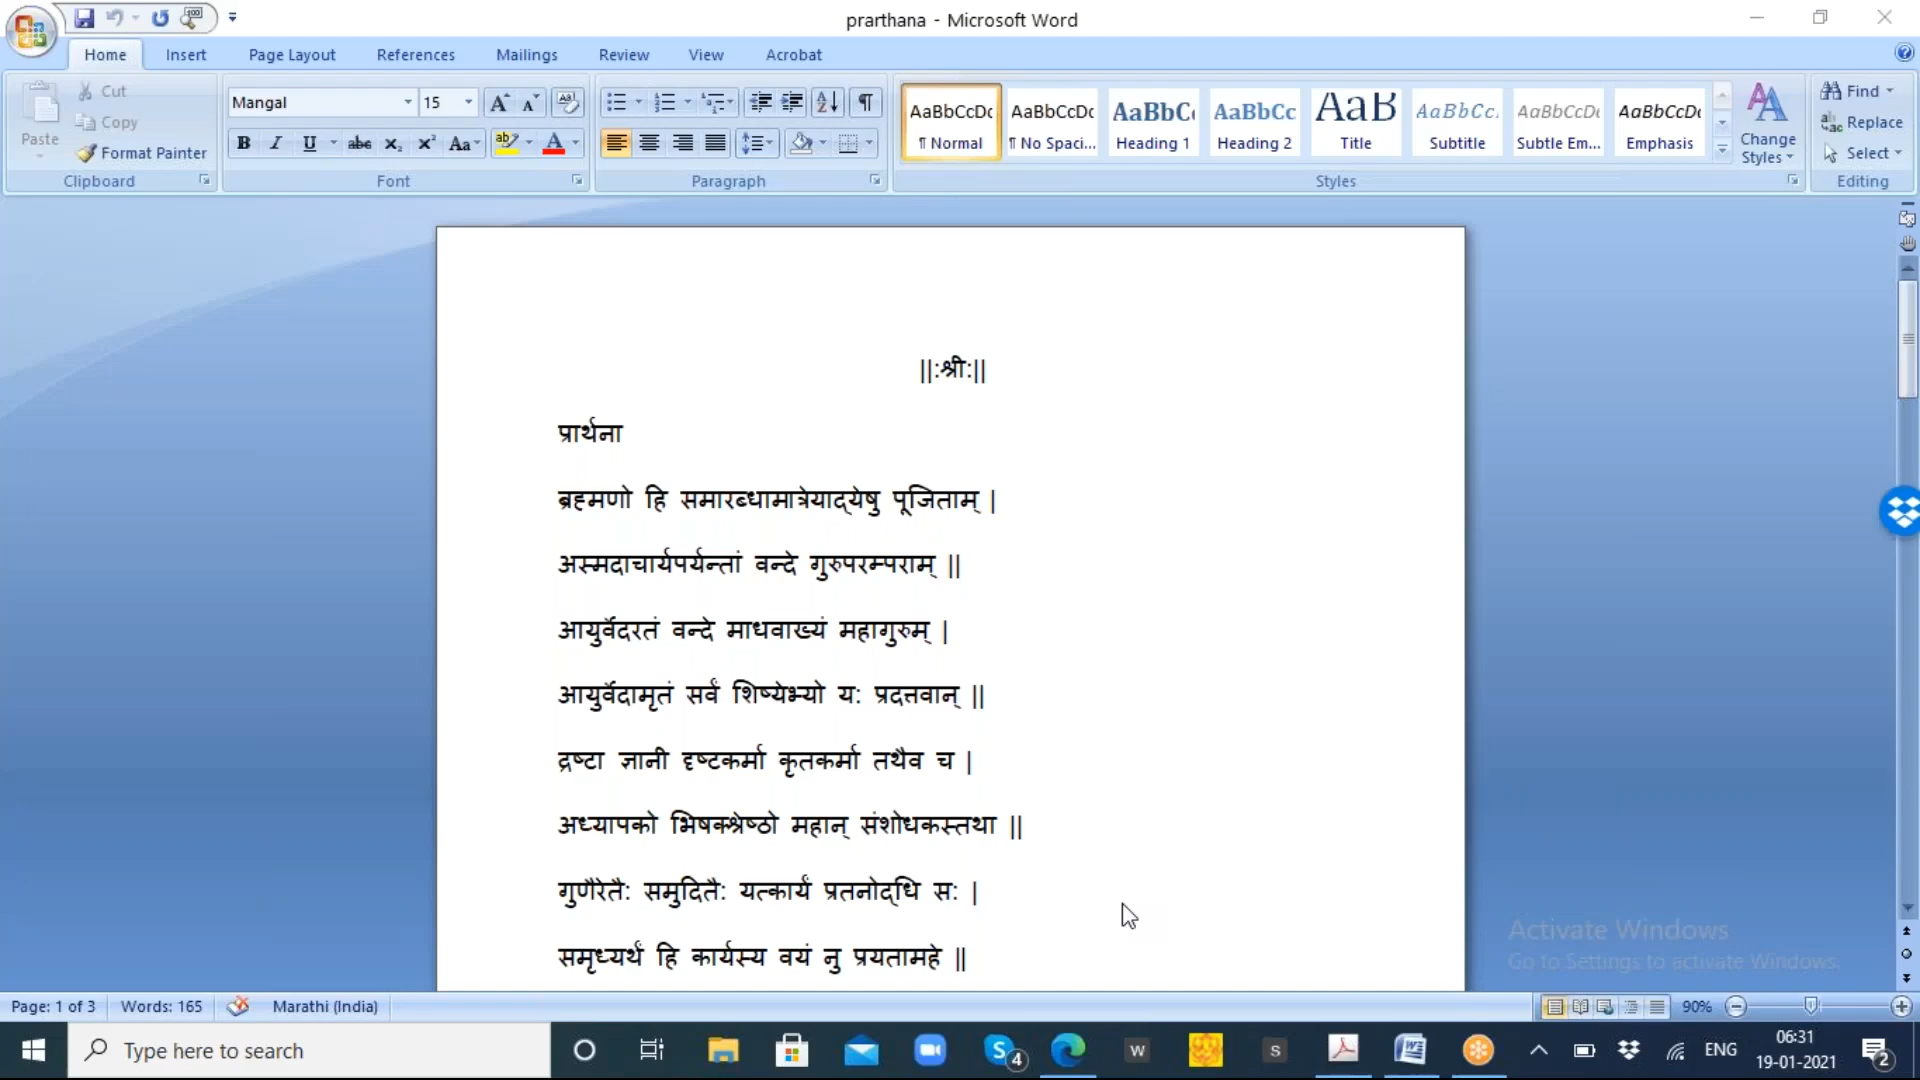 prarthana - Microsoft Word
Home Insert Page Layout References Mailings Review View Acrobat
Paste
Cut
Copy
Format Painter
Clipboard
Mangal 15
Font
Paragraph
AaBbCcDc AaBbCcDc AaBbC AaBbCc AaB AaBbCc. AaBbCcDc AaBbCcDc
¶ Normal ¶ No Spaci... Heading 1 Heading 2 Title Subtitle Subtle Em... Emphasis
Change Styles
Styles
Find
Replace
Select
Editing
||:श्री:||
प्रार्थना
ब्रह्मणो हि समारब्धामात्रेयाद्येषु पूजिताम् |
अस्मदाचार्यपर्यन्तां वन्दे गुरुपरम्पराम् ||
आयुर्वेदरतं वन्दे माधवाख्यं महागुरुम् |
आयुर्वेदामृतं सर्वं शिष्येभ्यो यः प्रदत्तवान् ||
द्रष्टा ज्ञानी दृष्टकर्मा कृतकर्मा तथैव च |
अध्यापको भिषक्श्रेष्ठो महान् संशोधकस्तथा ||
गुणैरेतैः समुदितैः यत्कार्यं प्रतनोद्धि सः |
समृध्यर्थं हि कार्यस्य वयं नु प्रयतामहे ||
Activate Windows
Go to Settings to activate Windows.
Page: 1 of 3 Words: 165 Marathi (India) 90%
Type here to search
4
W
S
ENG
06:31
19-01-2021
2